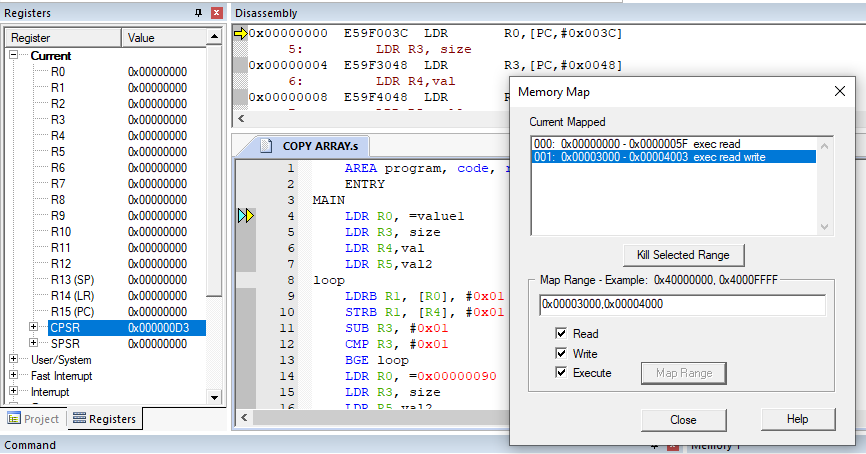 Registers
Register Value
Current
R0 0x00000000
R1 0x00000000
R2 0x00000000
R3 0x00000000
R4 0x00000000
R5 0x00000000
R6 0x00000000
R7 0x00000000
R8 0x00000000
R9 0x00000000
R10 0x00000000
R11 0x00000000
R12 0x00000000
R13 (SP) 0x00000000
R14 (LR) 0x00000000
R15 (PC) 0x00000000
CPSR 0x000000D3
SPSR 0x00000000
User/System
Fast Interrupt
Interrupt
Project Registers
Command
Disassembly
0x00000000 E59F003C LDR R0,[PC,#0x003C]
5: LDR R3, size
0x00000004 E59F3048 LDR R3,[PC,#0x0048]
6: LDR R4,val
0x00000008 E59F4048 LDR
COPY ARRAY.s
1 AREA program, code,
2 ENTRY
3 MAIN
4 LDR R0, =value1
5 LDR R3, size
6 LDR R4,val
7 LDR R5,val2
8 loop
9 LDRB R1, [R0], #0x01
10 STRB R1, [R4], #0x01
11 SUB R3, #0x01
12 CMP R3, #0x01
13 BGE loop
14 LDR R0, =0x00000090
15 LDR R3, size
16 LDR R5,val2
Memory Map
Current Mapped
000: 0x00000000 - 0x0000005F exec read
001: 0x00003000 - 0x00004003 exec read write
Kill Selected Range
Map Range - Example: 0x40000000, 0x4000FFFF
0x00003000,0x00004000
Read
Write
Execute
Map Range
Close
Help
Memory 1